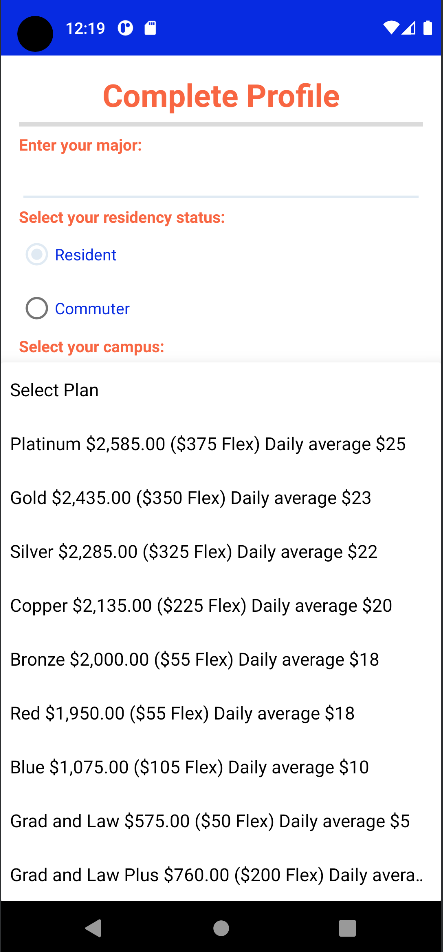 12:19
Complete Profile
Enter your major:
Select your residency status:
Resident
Commuter
Select your campus:
Select Plan
Platinum $2,585.00 ($375 Flex) Daily average $25
Gold $2,435.00 ($350 Flex) Daily average $23
Silver $2,285.00 ($325 Flex) Daily average $22
Copper $2,135.00 ($225 Flex) Daily average $20
Bronze $2,000.00 ($55 Flex) Daily average $18
Red $1,950.00 ($55 Flex) Daily average $18
Blue $1,075.00 ($105 Flex) Daily average $10
Grad and Law $575.00 ($50 Flex) Daily average $5
Grad and Law Plus $760.00 ($200 Flex) Daily avera..